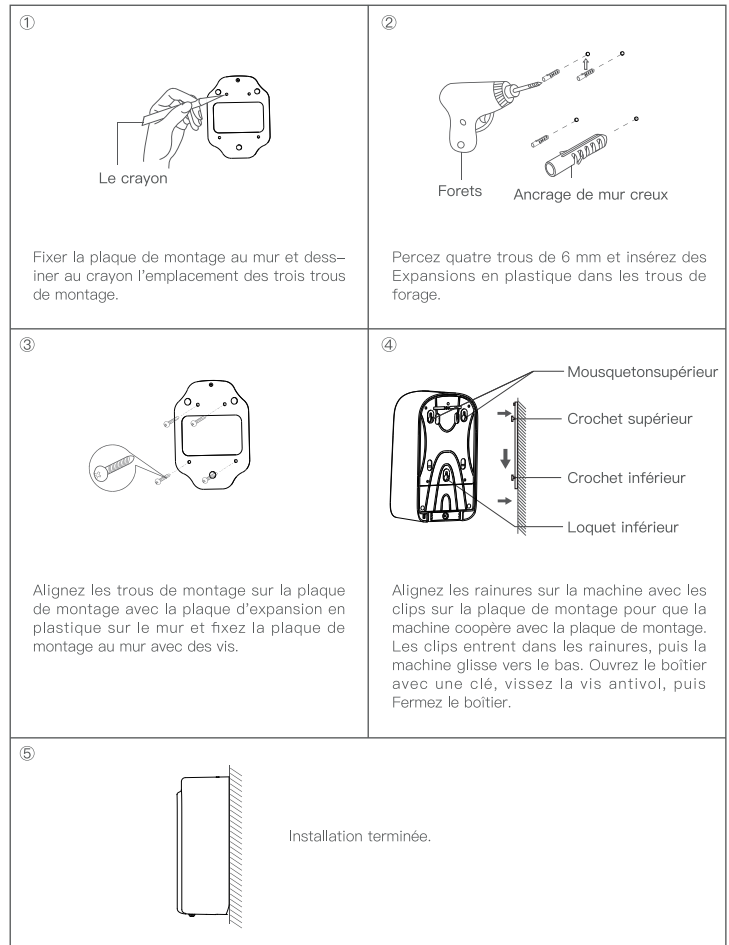 ①
Le crayon
Fixer la plaque de montage au mur et dess–
iner au crayon l'emplacement des trois trous
de montage.
②
Forets
Ancrage de mur creux
Percez quatre trous de 6 mm et insérez des
Expansions en plastique dans les trous de
forage.
③
Alignez les trous de montage sur la plaque
de montage avec la plaque d'expansion en
plastique sur le mur et fixez la plaque de
montage au mur avec des vis.
④
Mousquetonsupérieur
Crochet supérieur
Crochet inférieur
Loquet inférieur
Alignez les rainures sur la machine avec les
clips sur la plaque de montage pour que la
machine coopère avec la plaque de montage.
Les clips entrent dans les rainures, puis la
machine glisse vers le bas. Ouvrez le boîtier
avec une clé, vissez la vis antivol, puis
Fermez le boîtier.
⑤
Installation terminée.